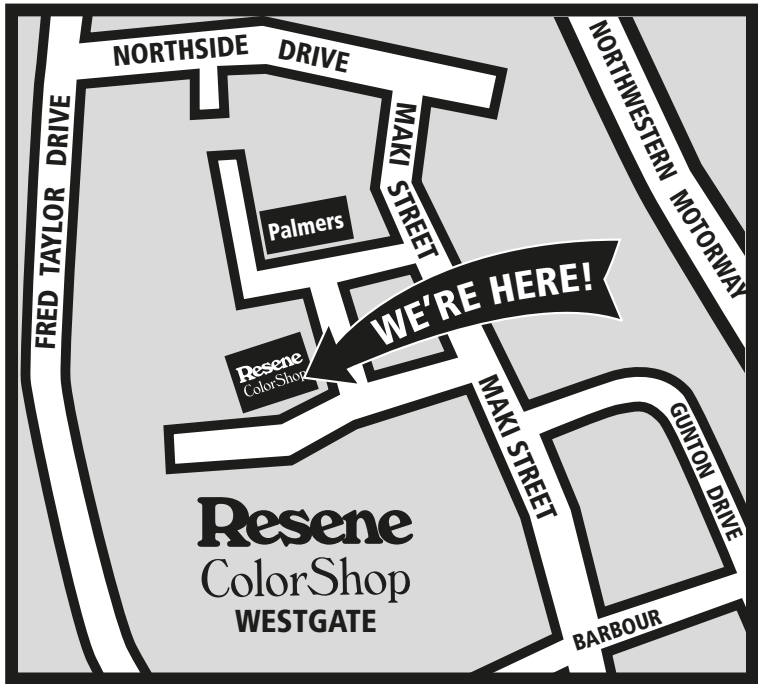 NORTHSIDE DRIVE
NORTHWESTERN MOTORWAY
FRED TAYLOR DRIVE
MAKI STREET
Palmers
WE'RE HERE!
Resene
ColorShop
MAKI STREET
GUNTON DRIVE
Resene
ColorShop
WESTGATE
BARBOUR